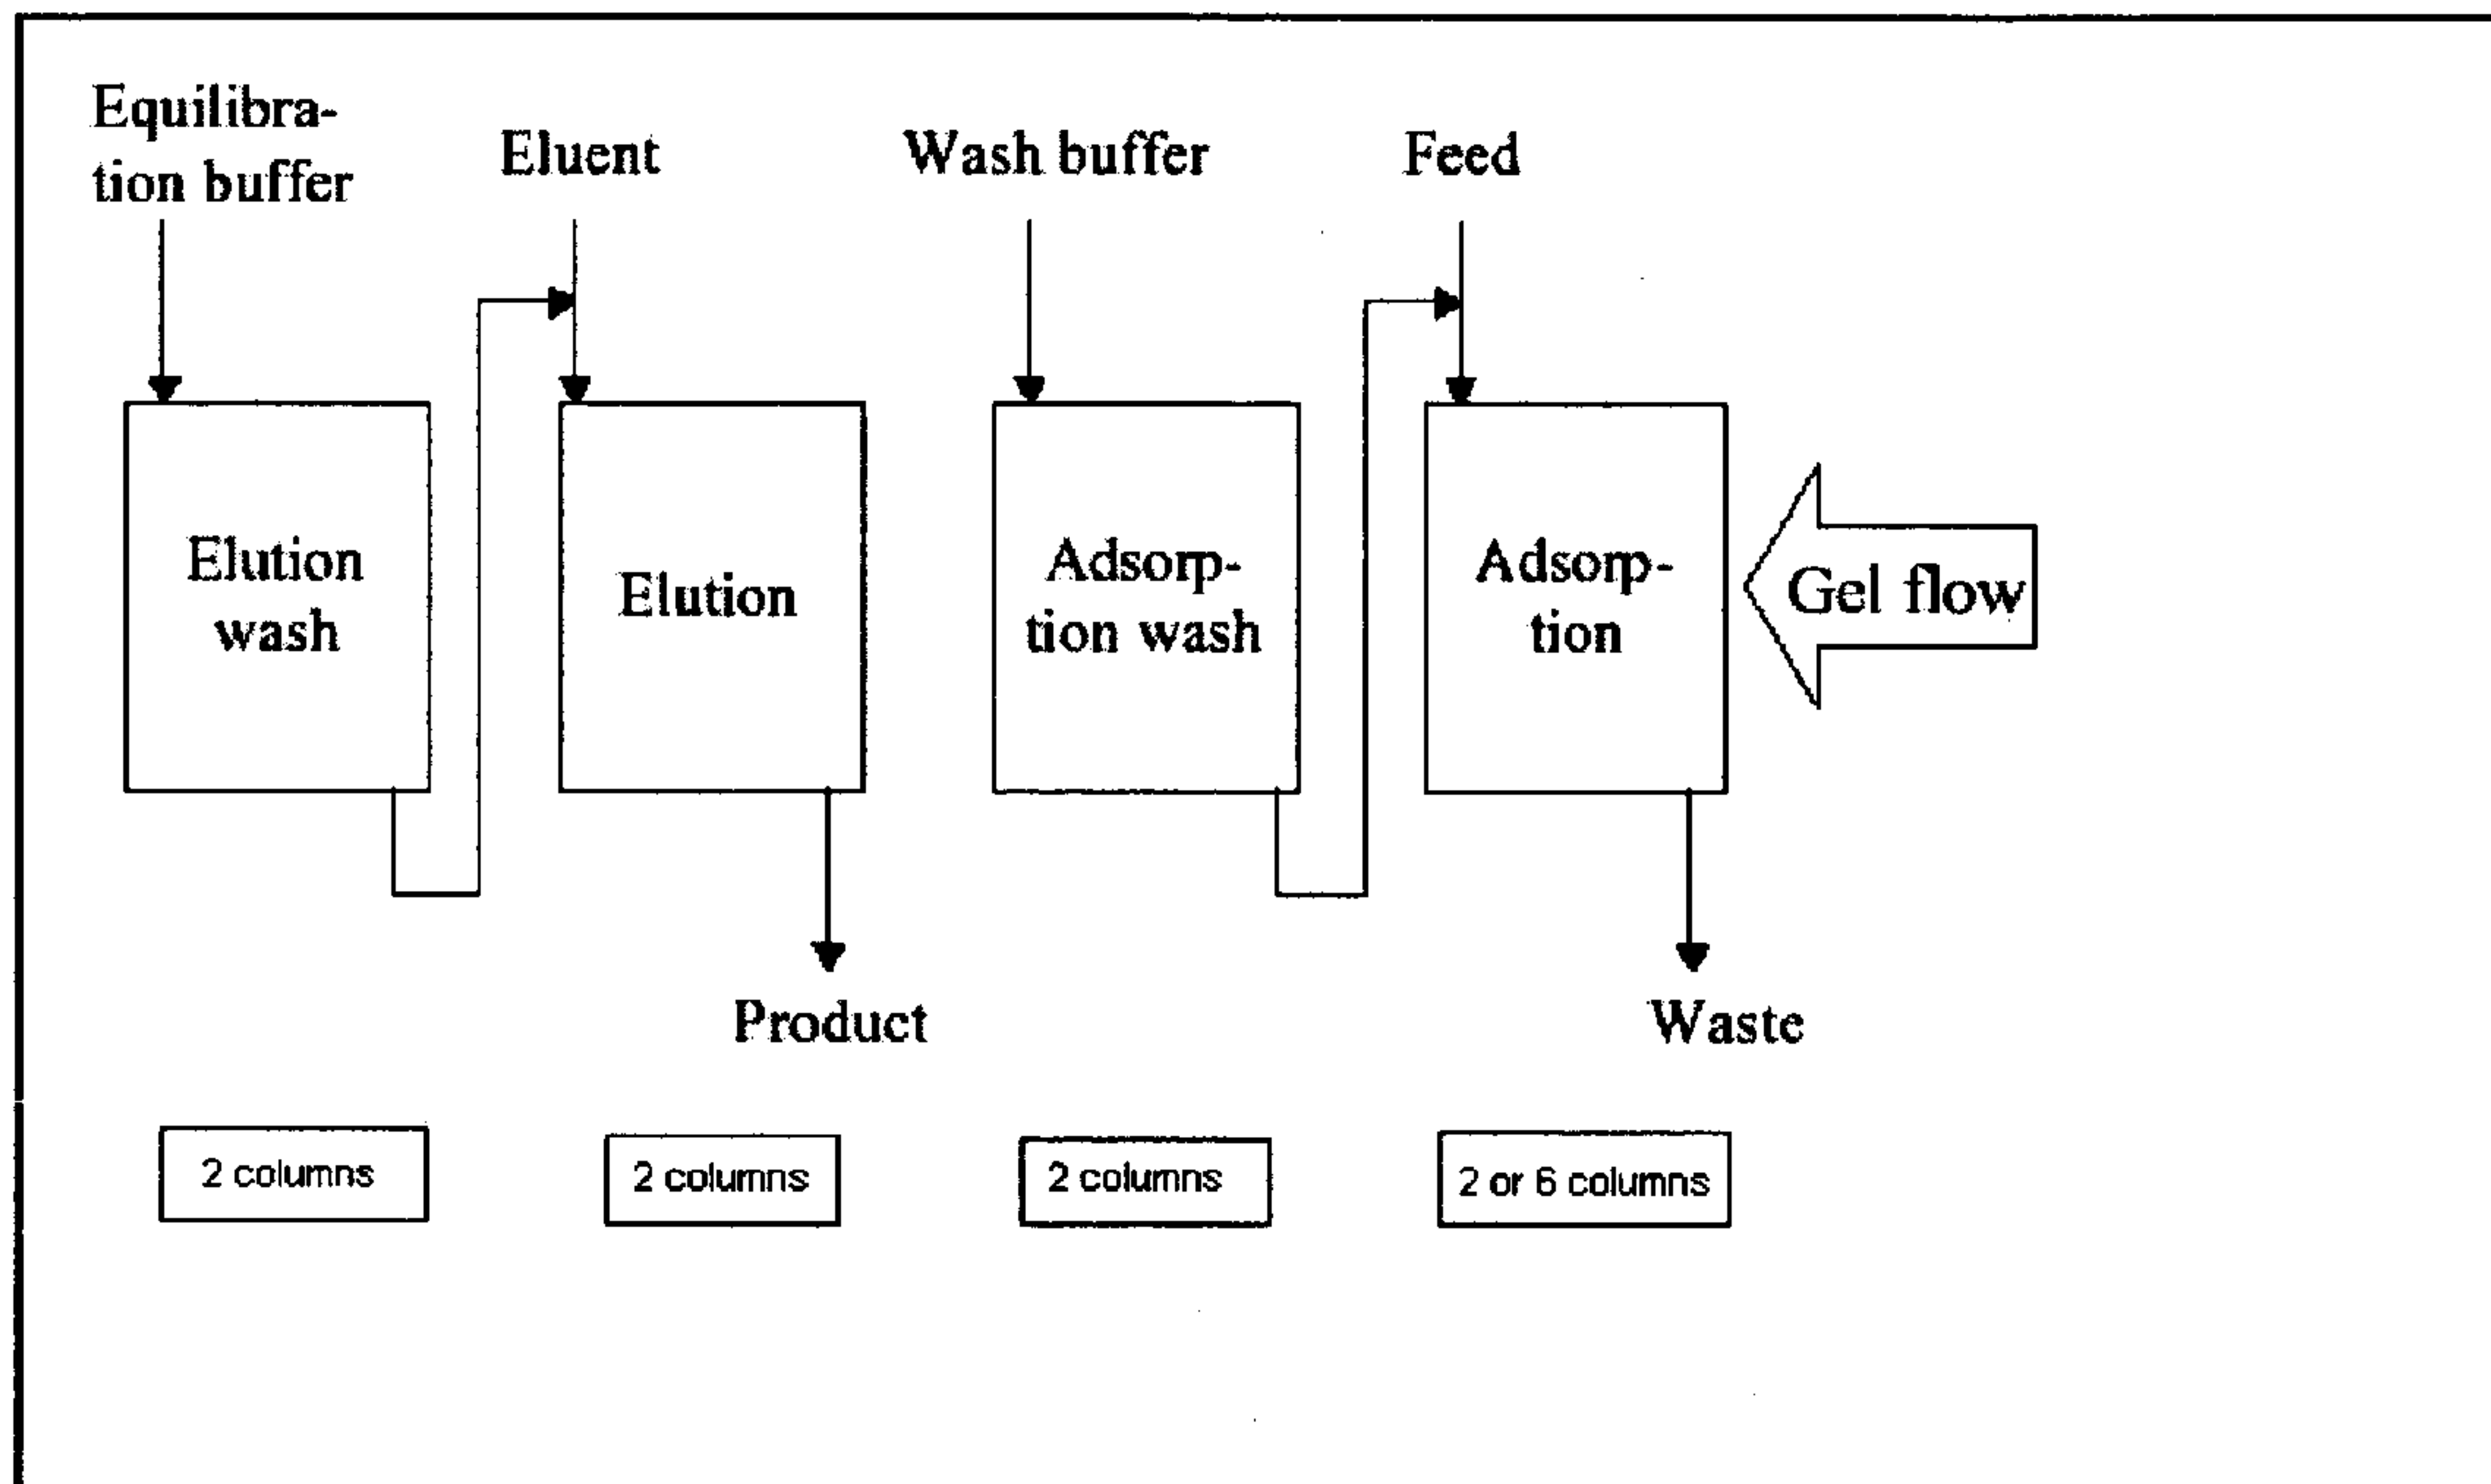 Equilibra-
tion buffer
Eluent
Wash buffer
Feed
Elution
wash
Elution
Adsorp-
tion wash
Adsorp-
tion
Gel flow
Product
Waste
2 columns
2 columns
2 columns
2 or 6 columns